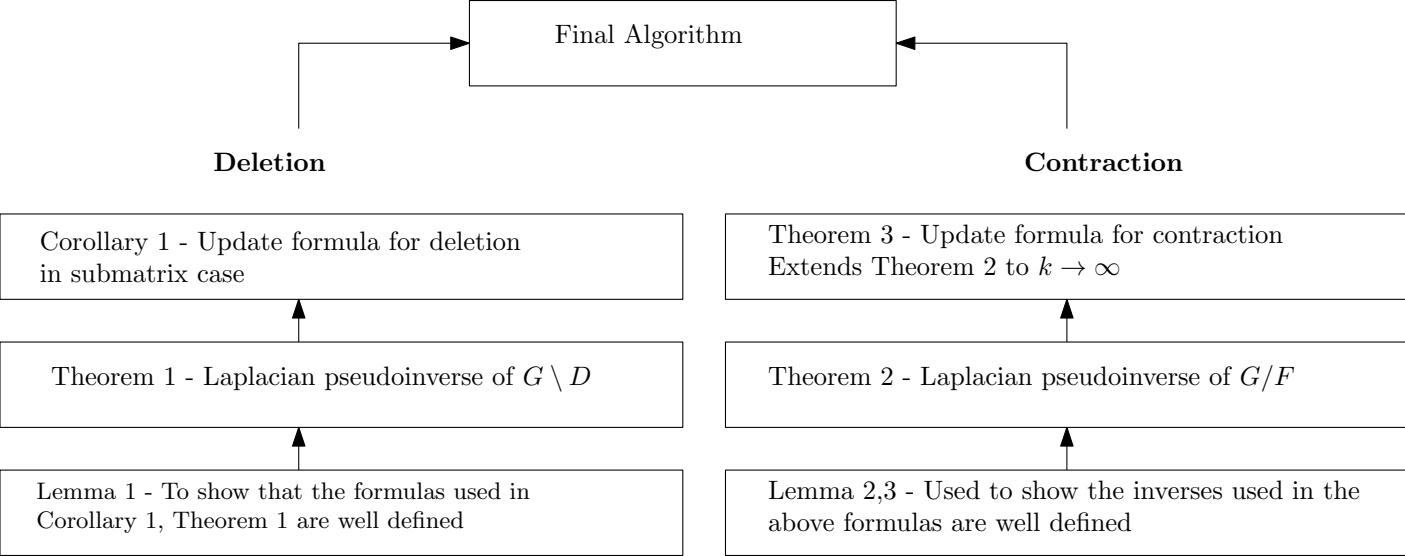 Final Algorithm
Deletion
Contraction
Corollary 1 - Update formula for deletion
in submatrix case
Theorem 3 - Update formula for contraction
Extends Theorem 2 to k → ∞
Theorem 1 - Laplacian pseudoinverse of G \ D
Theorem 2 - Laplacian pseudoinverse of G/F
Lemma 1 - To show that the formulas used in
Corollary 1, Theorem 1 are well defined
Lemma 2,3 - Used to show the inverses used in the
above formulas are well defined